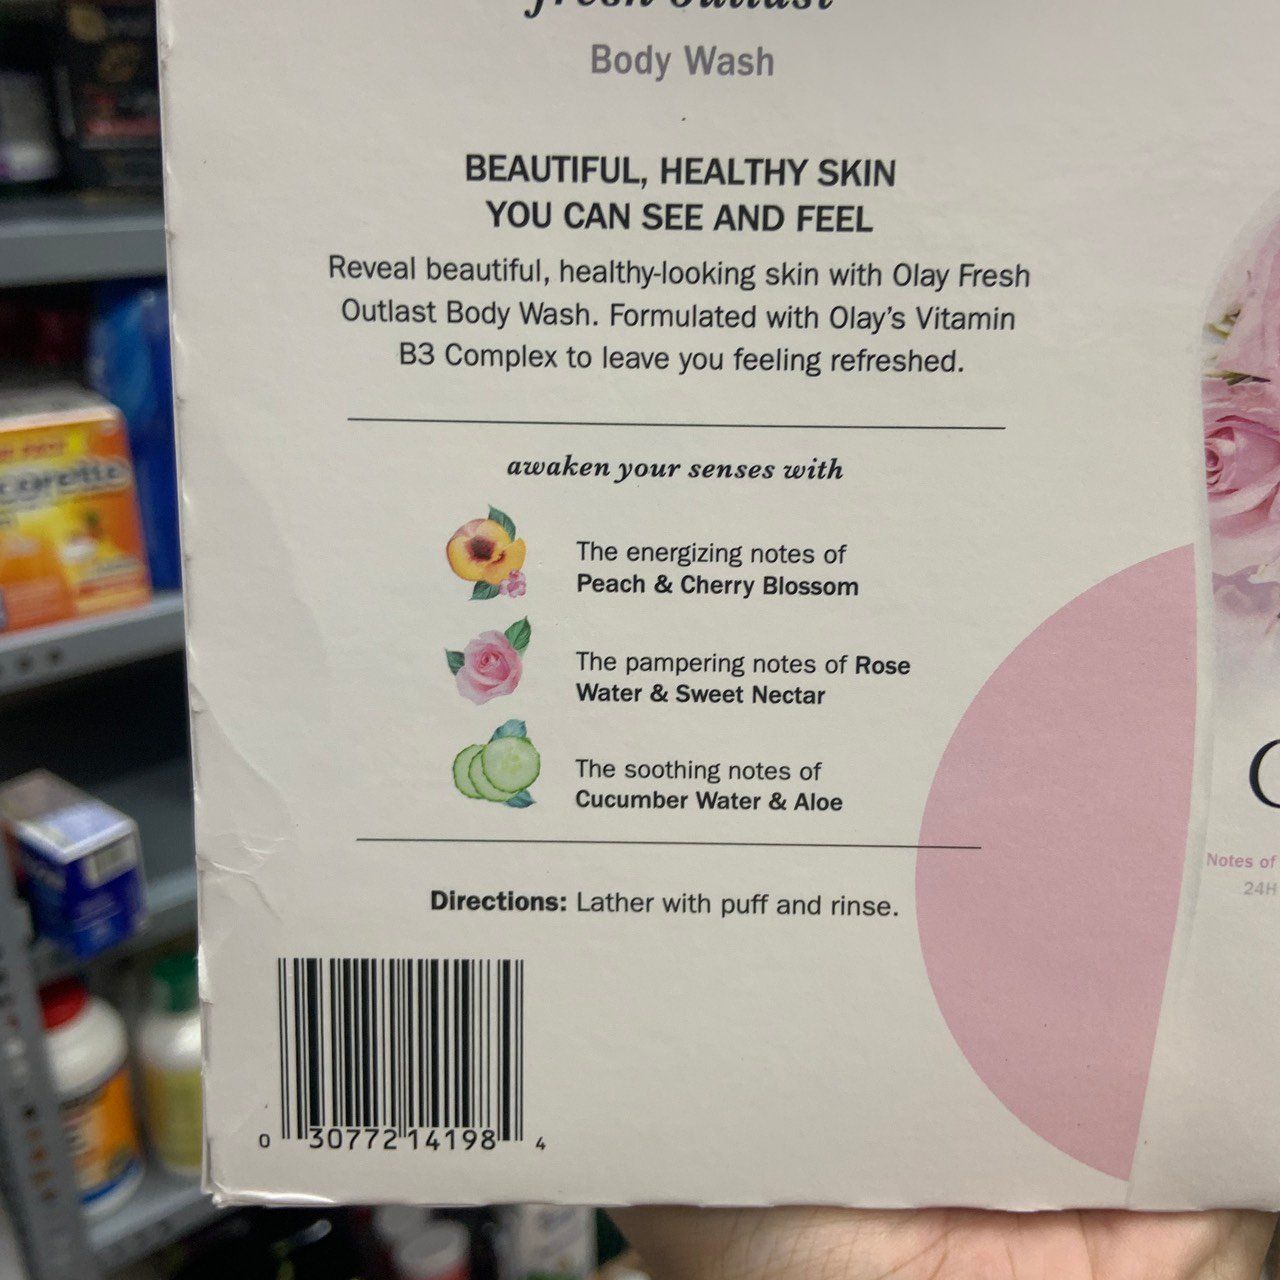 fresh outlast
Body Wash
BEAUTIFUL, HEALTHY SKIN
YOU CAN SEE AND FEEL
Reveal beautiful, healthy-looking skin with Olay Fresh
Outlast Body Wash. Formulated with Olay's Vitamin
B3 Complex to leave you feeling refreshed.
awaken your senses with
The energizing notes of
Peach & Cherry Blossom
The pampering notes of Rose
Water & Sweet Nectar
The soothing notes of
Cucumber Water & Aloe
Directions: Lather with puff and rinse.
0 30772 14198 4
Notes of
24H